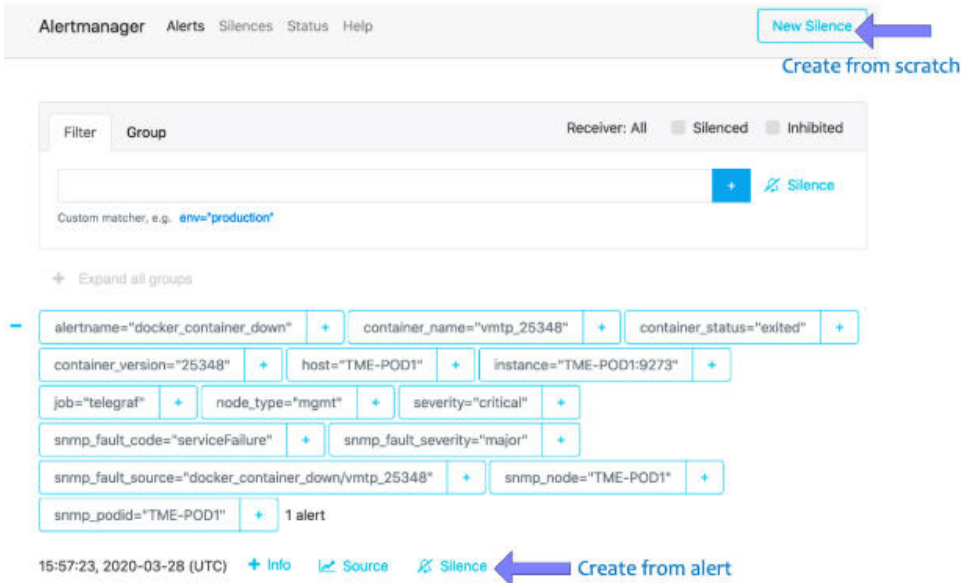 Alertmanager Alerts Silences Status Help New Silence
Create from scratch
Filter Group Receiver: All Silenced Inhibited
+ Silence
Custom matcher, e.g. env="production"
+ Expand all groups
alertname="docker_container_down" + container_name="vmtp_25348" + container_status="exited" +
container_version="25348" + host="TME-POD1" + instance="TME-POD1:9273" +
job="telegraf" + node_type="mgmt" + severity="critical" +
snmp_fault_code="serviceFailure" + snmp_fault_severity="major" +
snmp_fault_source="docker_container_down/vmtp_25348" + snmp_node="TME-POD1" +
snmp_podid="TME-POD1" + 1 alert
15:57:23, 2020-03-28 (UTC) + Info Source Silence Create from alert